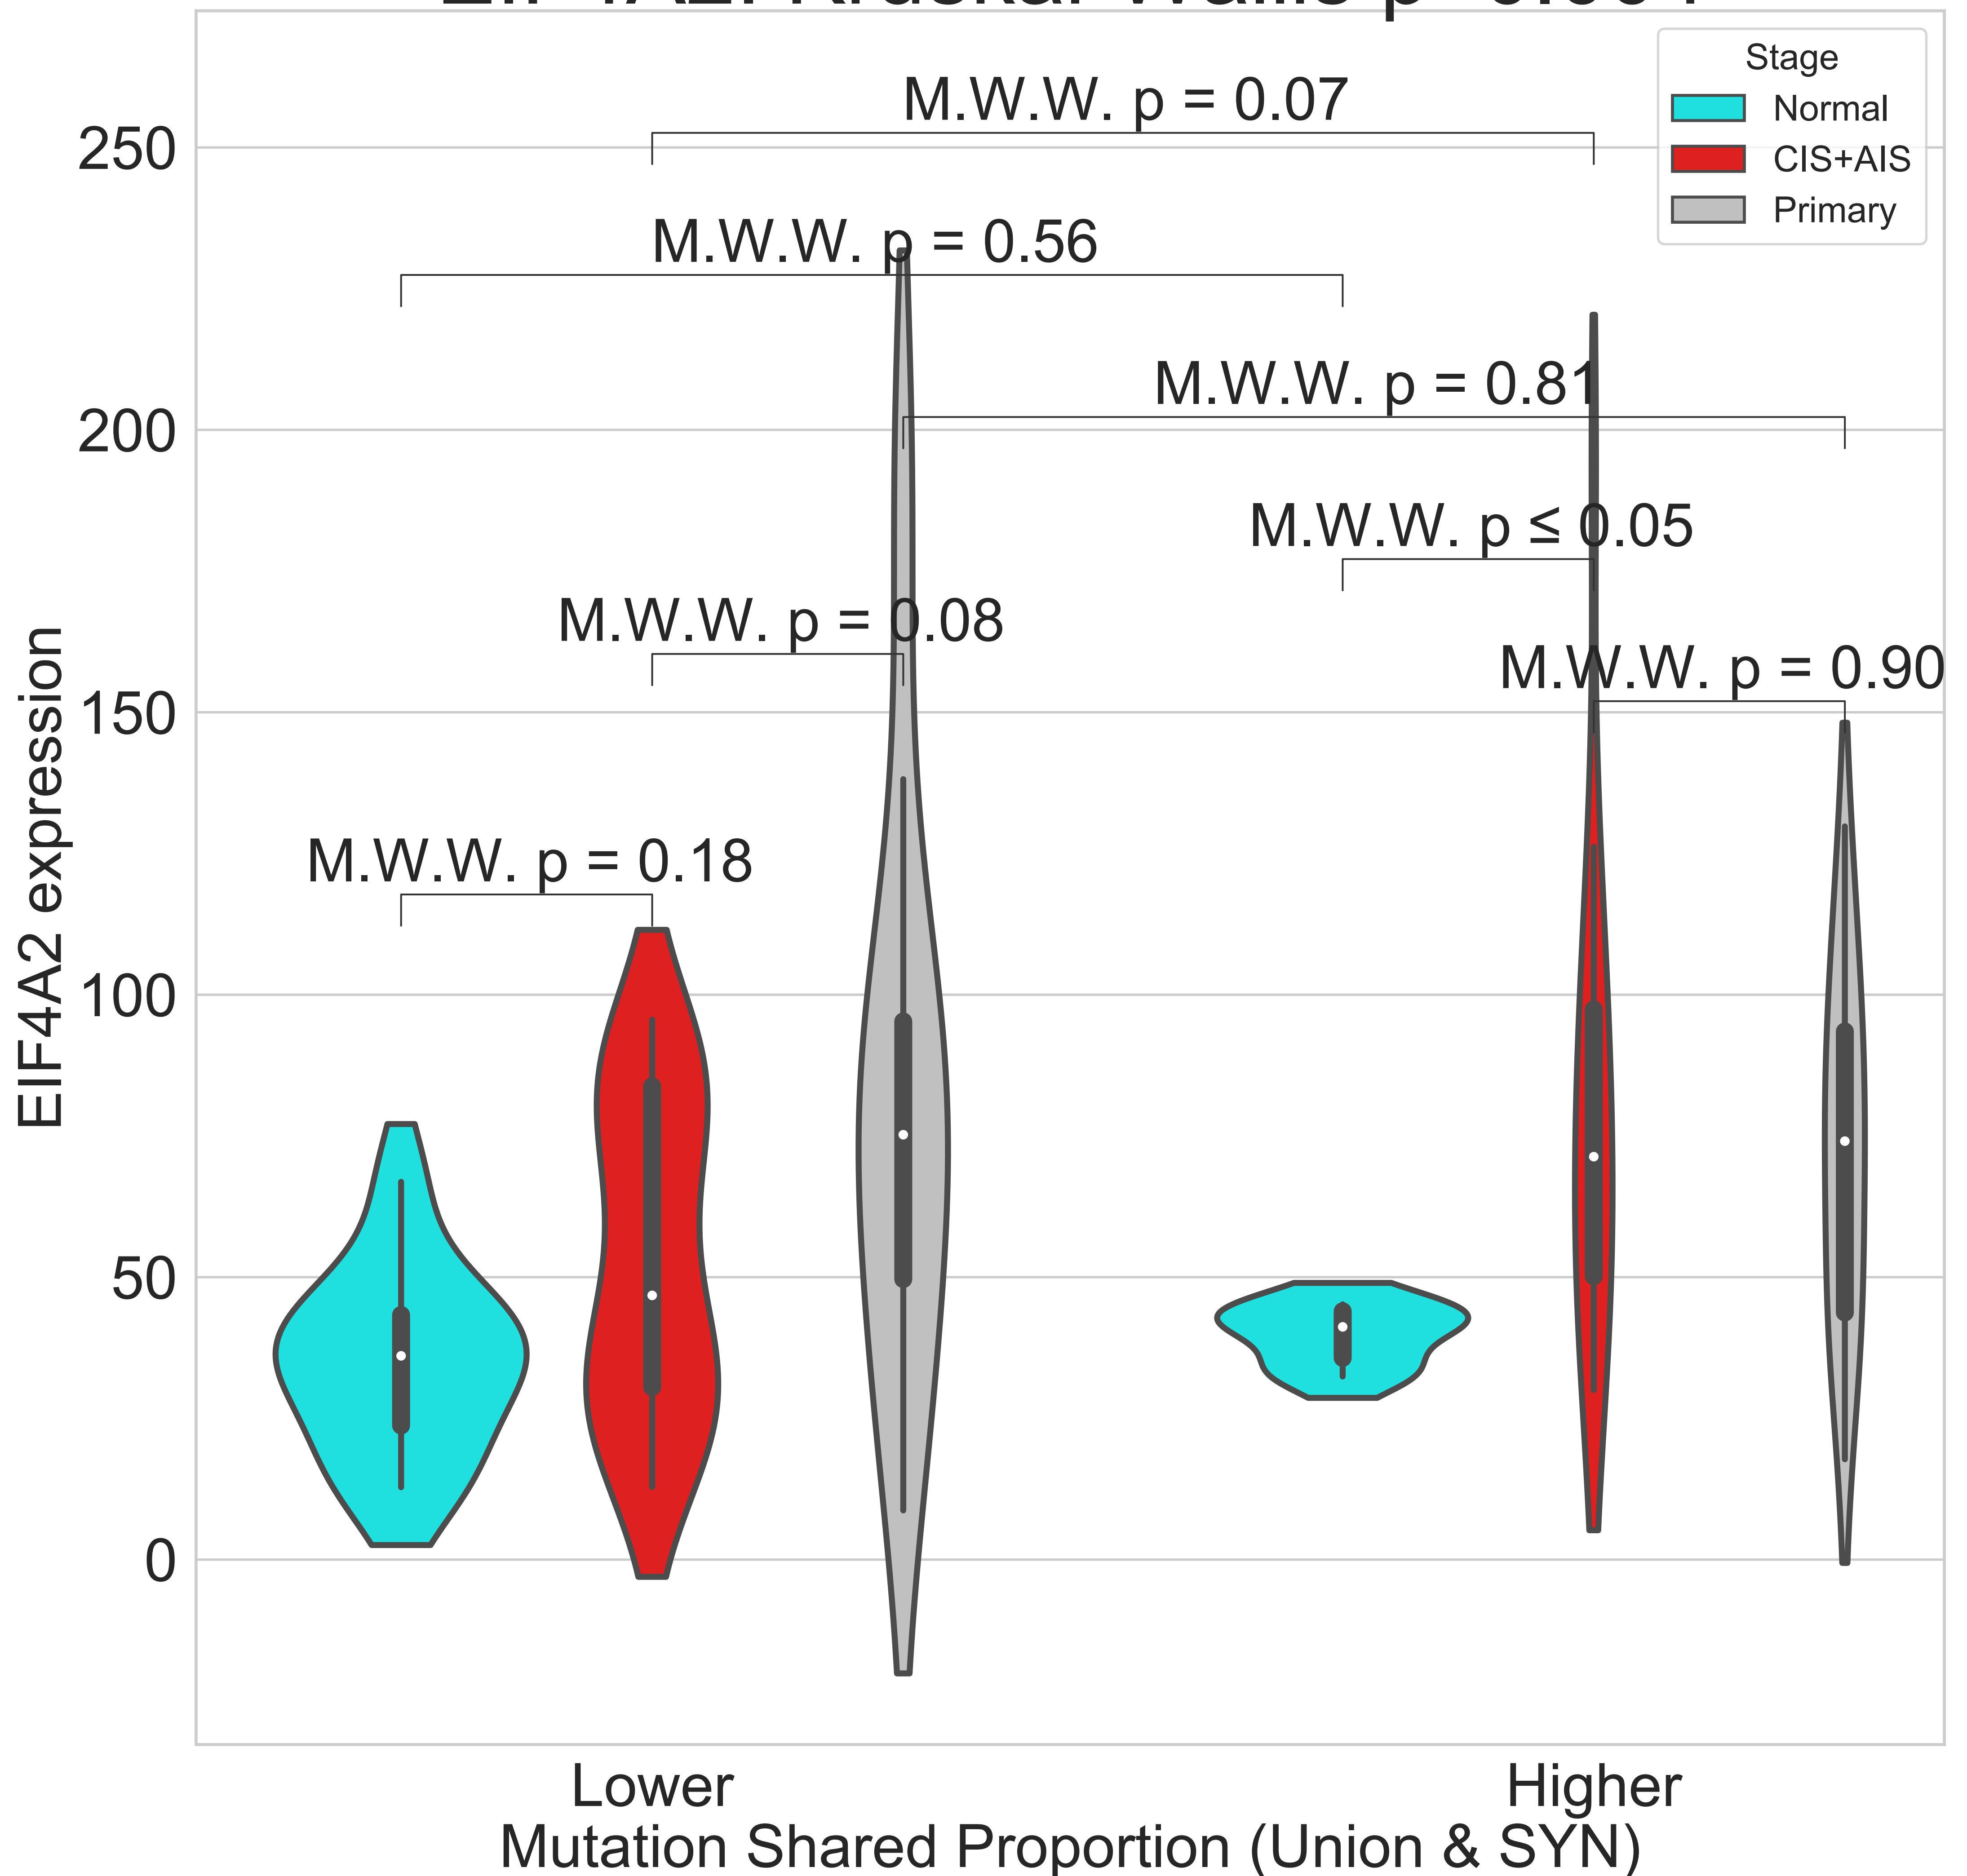 Stage
Normal
CIS+AIS
Primary
M.W.W. p = 0.07
M.W.W. p = 0.56
M.W.W. p = 0.81
M.W.W. p ≤ 0.05
M.W.W. p = 0.08
M.W.W. p = 0.90
M.W.W. p = 0.18
250
200
150
100
50
0
EIF4A2 expression
Lower
Higher
Mutation Shared Proportion (Union & SYN)